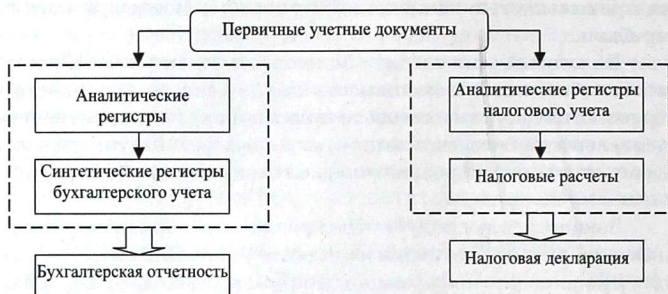 Первичные учетные документы
Аналитические
регистры
Синтетические регистры
бухгалтерского учета
Бухгалтерская отчетность
Аналитические регистры
налогового учета
Налоговые расчеты
Налоговая декларация